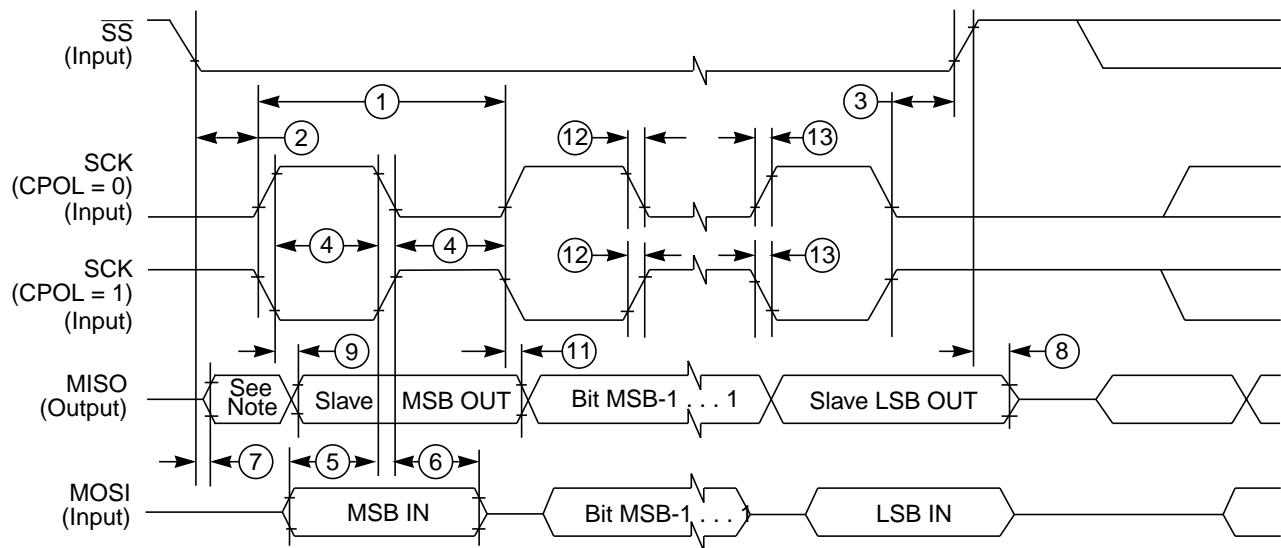 SS
(Input)
1
3
2
12
13
SCK
(CPOL = 0)
(Input)
4
4
SCK
(CPOL = 1)
(Input)
12
13
9
11
8
MISO
(Output)
See
Note
Slave
MSB OUT
Bit MSB-1 . . . 1
Slave LSB OUT
7
5
6
MOSI
(Input)
MSB IN
Bit MSB-1 . . . 1
LSB IN